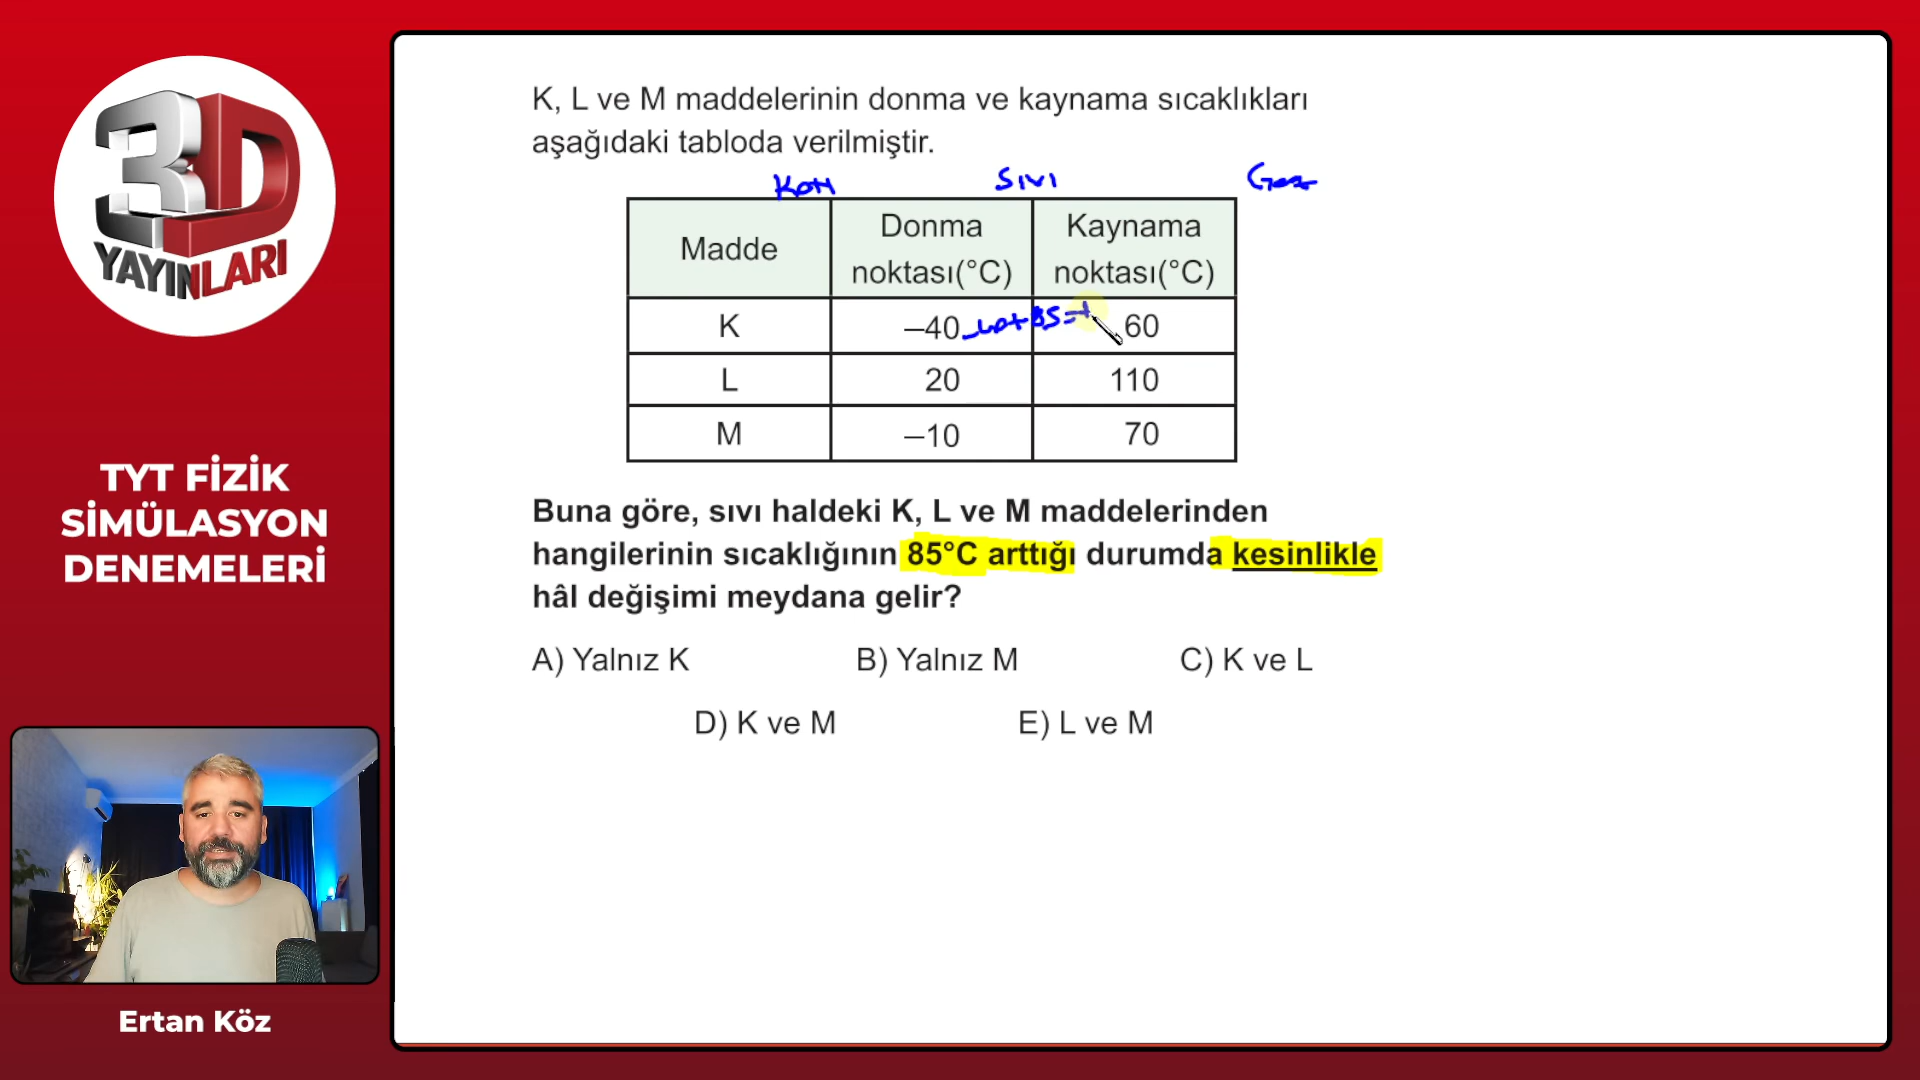 3D
YAYINLARI
TYT FİZİK
SİMÜLASYON
DENEMELERİ
Ertan Köz
K, L ve M maddelerinin donma ve kaynama sıcaklıkları
aşağıdaki tabloda verilmiştir.
Katı Sıvı Gaz
Madde Donma noktası(°C) Kaynama noktası(°C)
K –40 -40+85=+ 60
L 20 110
M –10 70
Buna göre, sıvı haldeki K, L ve M maddelerinden
hangilerinin sıcaklığının 85°C arttığı durumda kesinlikle
hâl değişimi meydana gelir?
A) Yalnız K B) Yalnız M C) K ve L
D) K ve M E) L ve M